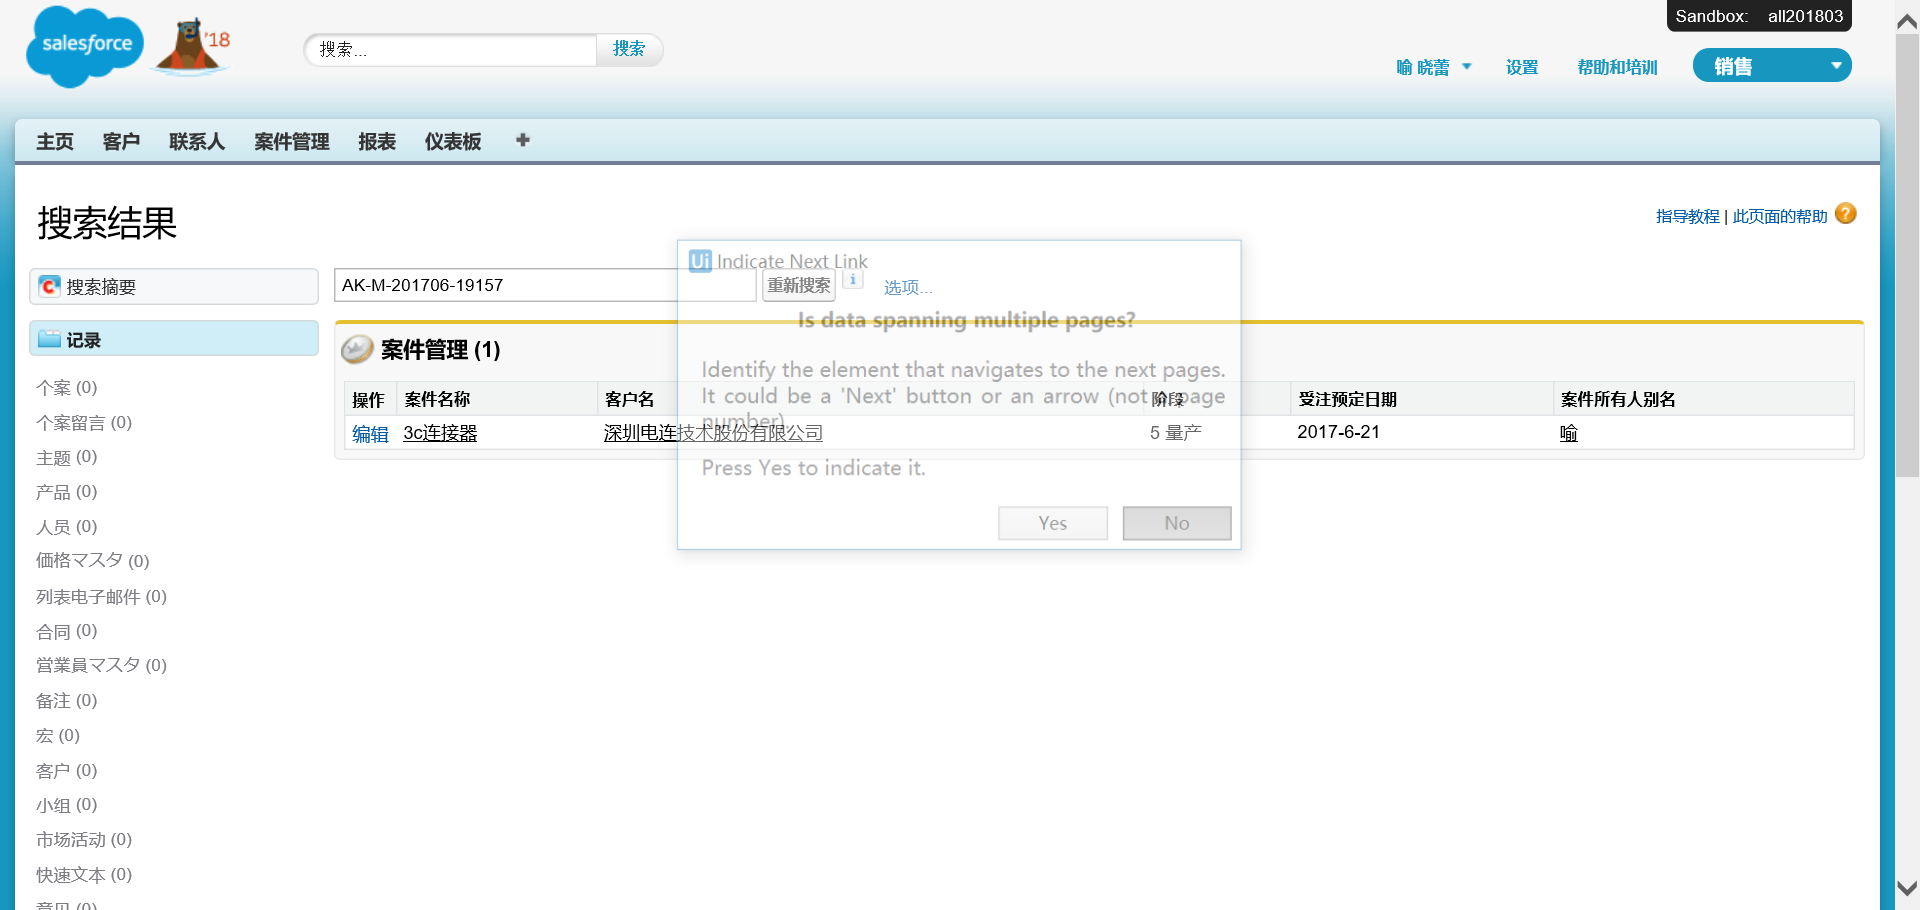 Sandbox: all201803
salesforce
'18
搜索...
搜索
喻 晓蕾
设置
帮助和培训
销售
主页 客户 联系人 案件管理 报表 仪表板 +
搜索结果
指导教程 | 此页面的帮助 ?
搜索摘要
AK-M-201706-19157
重新搜索
i
选项...
Ui Indicate Next Link
Is data spanning multiple pages?
Identify the element that navigates to the next pages.
It could be a 'Next' button or an arrow (not page
number).
Press Yes to indicate it.
Yes
No
记录
案件管理 (1)
操作 案件名称 客户名 阶段 受注预定日期 案件所有人别名
编辑 3c连接器 深圳电连技术股份有限公司 5 量产 2017-6-21 喻
个案 (0)
个案留言 (0)
主题 (0)
产品 (0)
人员 (0)
価格マスタ (0)
列表电子邮件 (0)
合同 (0)
営業員マスタ (0)
备注 (0)
宏 (0)
客户 (0)
小组 (0)
市场活动 (0)
快速文本 (0)
意见 (0)